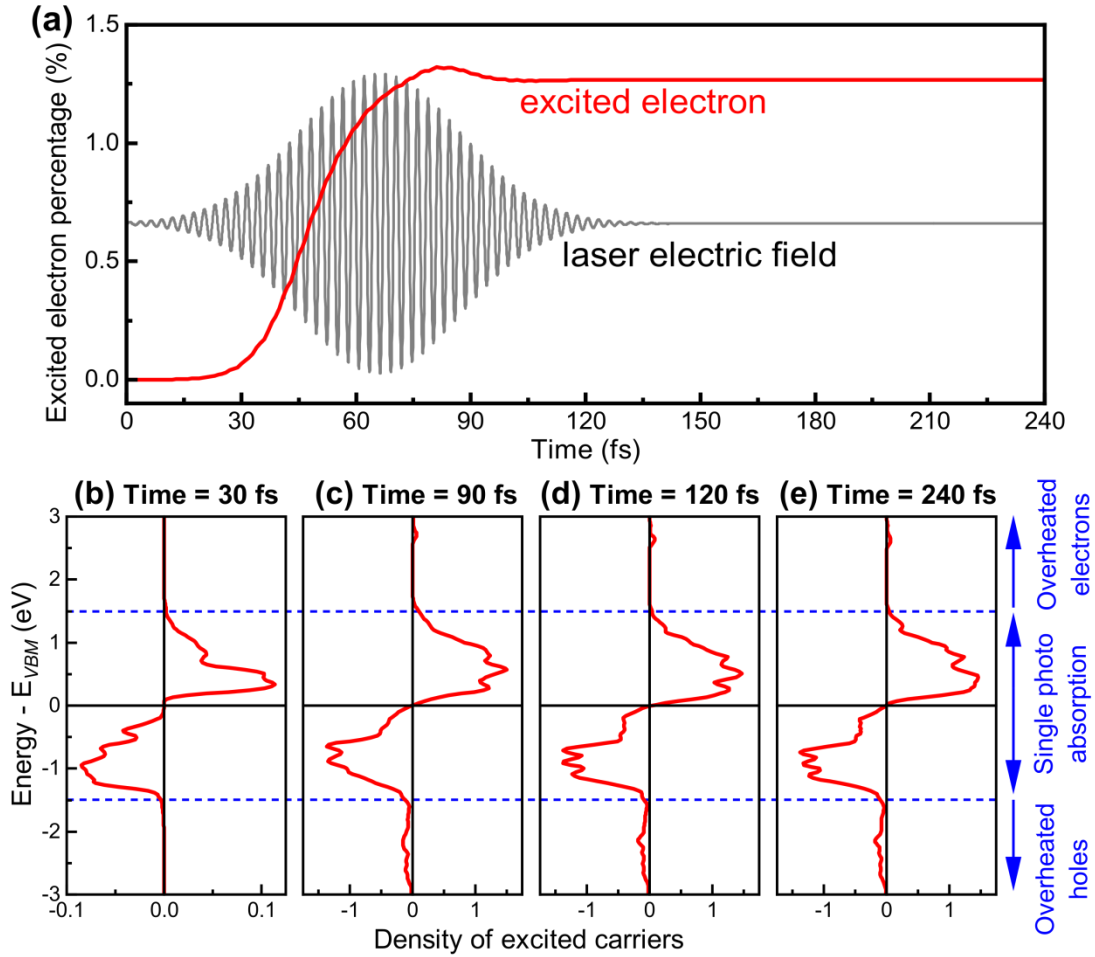 (a)
1.5
1.0
0.5
0.0
Excited electron percentage (%)
excited electron
laser electric field
0 30 60 90 120 150 180 210 240
Time (fs)
(b) Time = 30 fs (c) Time = 90 fs (d) Time = 120 fs (e) Time = 240 fs
3
2
1
0
-1
-2
-3
Energy - EVBM (eV)
-0.1 0.0 0.1 -1 0 1 -1 0 1 -1 0 1
Density of excited carriers
Overheated
electrons
Single photo
absorption
Overheated
holes